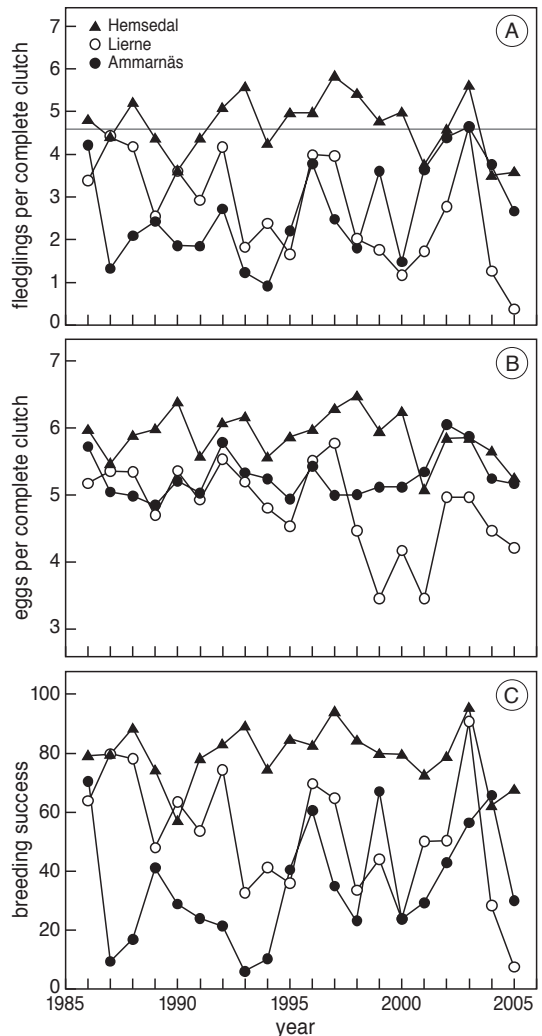 7
6
5
4
3
2
1
0
fledglings per complete clutch
Hemsedal
Lierne
Ammarnäs
A
7
6
5
4
3
eggs per complete clutch
B
100
80
60
40
20
0
breeding success
C
1985 1990 1995 2000 2005
year